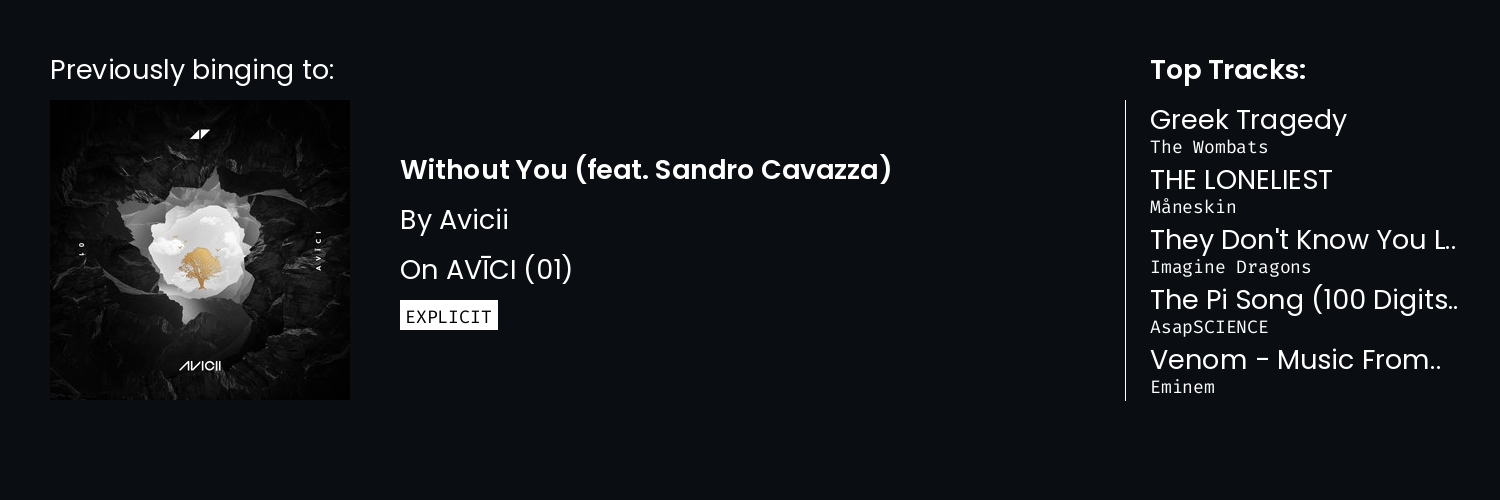 Previously binging to:
01
AVĪCI
AVICII
Without You (feat. Sandro Cavazza)
By Avicii
On AVĪCI (01)
EXPLICIT
Top Tracks:
Greek Tragedy
The Wombats
THE LONELIEST
Måneskin
They Don't Know You L..
Imagine Dragons
The Pi Song (100 Digits..
AsapSCIENCE
Venom - Music From..
Eminem